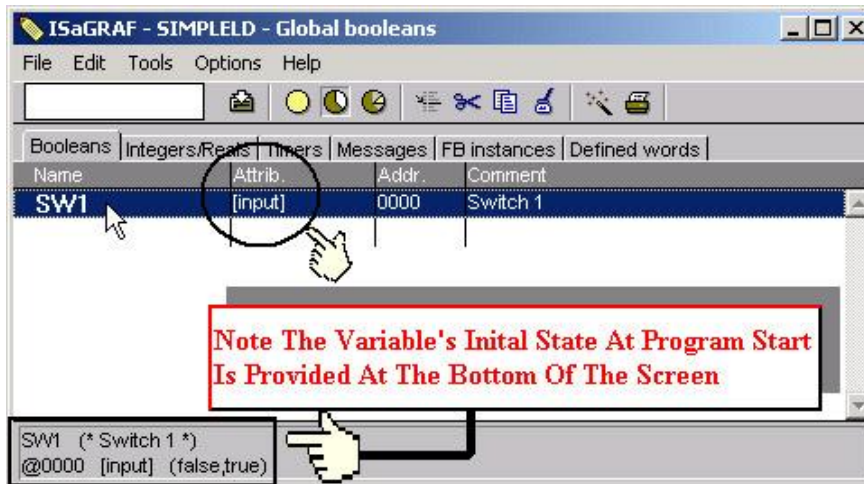 ISaGRAF - SIMPLELD - Global booleans
File Edit Tools Options Help
Booleans Integers/Reals Timers Messages FB instances Defined words
Name Attrib. Addr. Comment
SW1 [input] 0000 Switch 1
Note The Variable's Inital State At Program Start
Is Provided At The Bottom Of The Screen
SW1 (* Switch 1 *)
@0000 [input] (false,true)